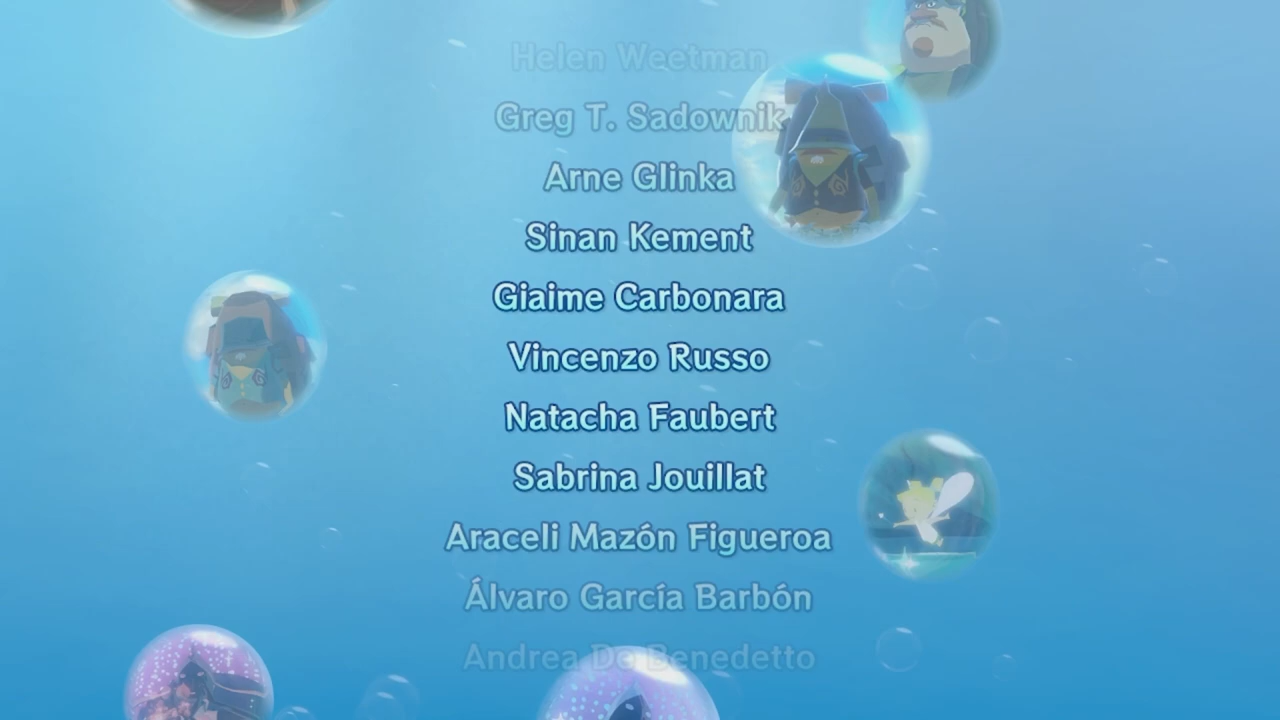 Helen Weetman
Greg T. Sadownik
Arne Glinka
Sinan Kement
Giaime Carbonara
Vincenzo Russo
Natacha Faubert
Sabrina Jouillat
Araceli Mazón Figueroa
Álvaro García Barbón
Andrea De Benedetto